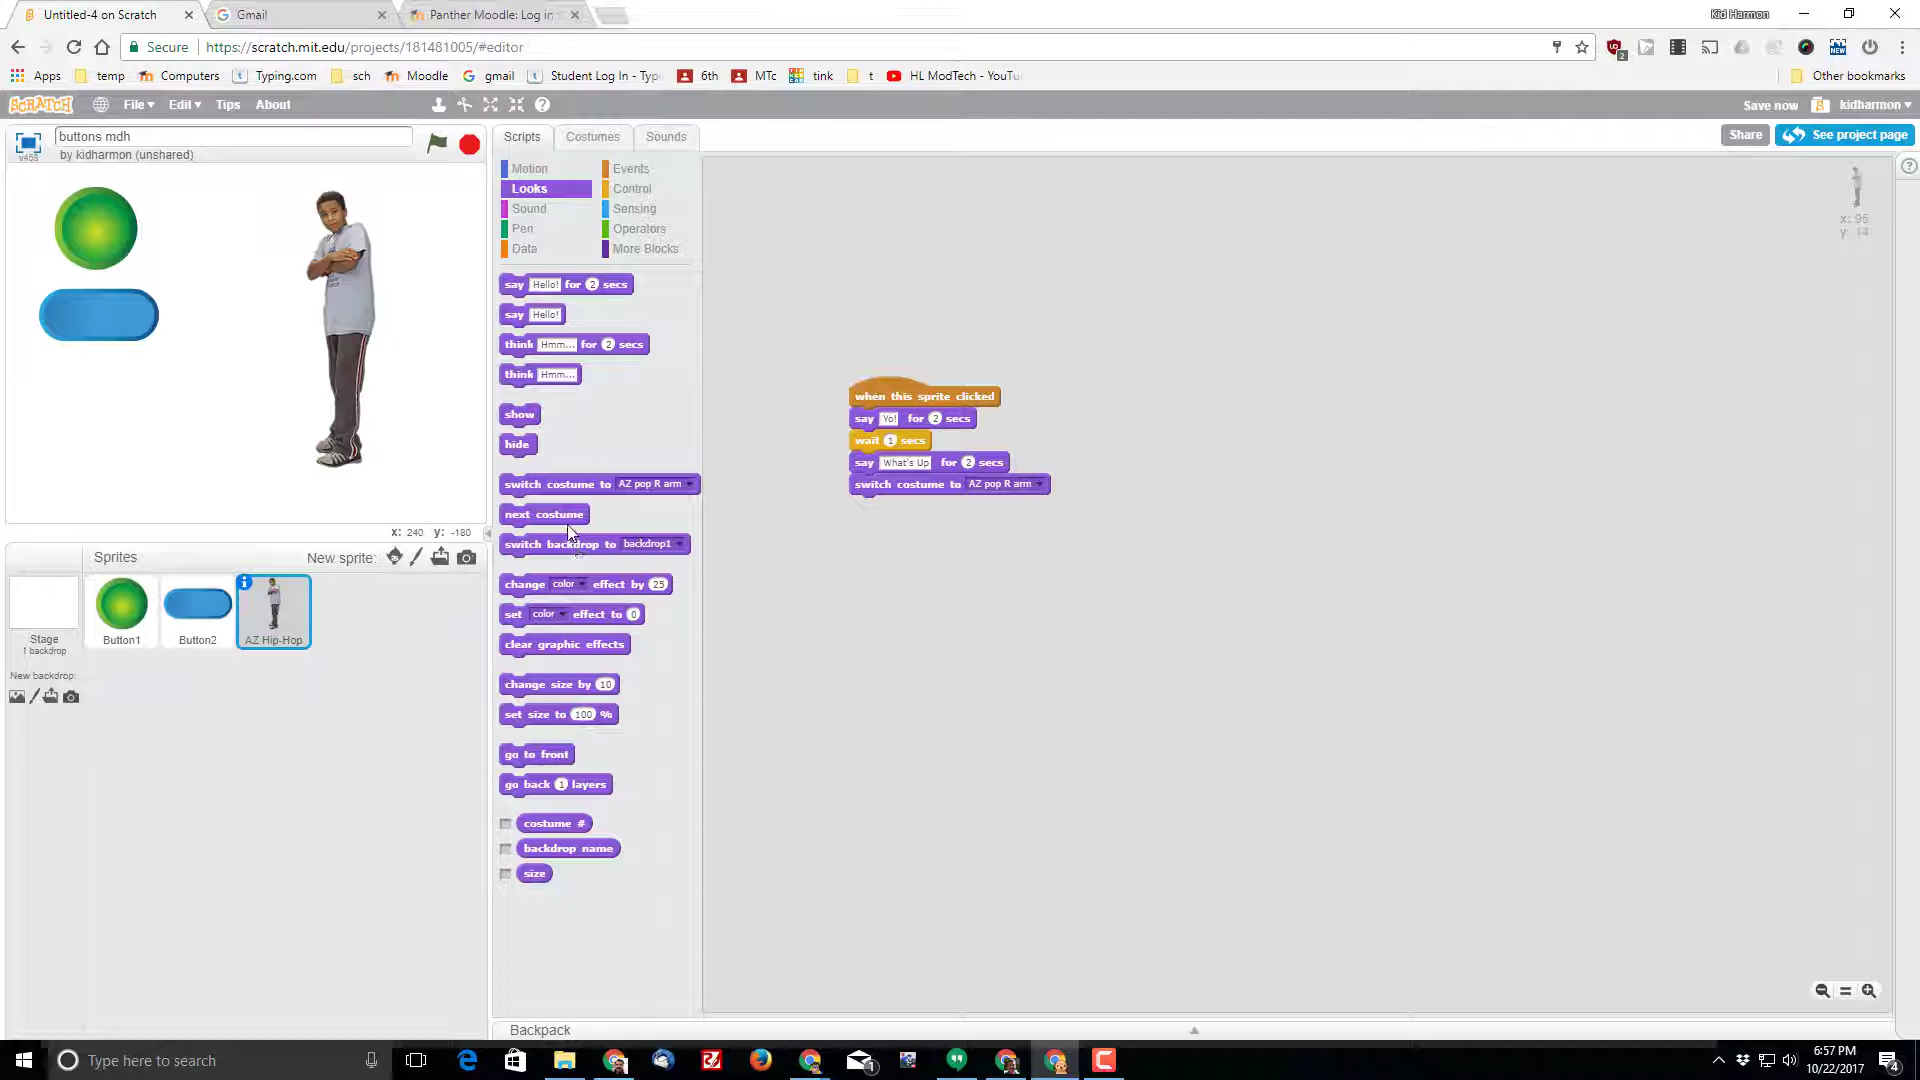 Untitled-4 on Scratch
Gmail
Panther Moodle: Log in
Kid Harmon
Secure
https://scratch.mit.edu/projects/181481005/#editor
Apps
temp
Computers
Typing.com
sch
Moodle
gmail
Student Log In - Typ
6th
MTc
tink
t
HL ModTech - YouTu
Other bookmarks
SCRATCH
File
Edit
Tips
About
Save now
kidharmon
buttons mdh
by kidharmon (unshared)
v458
Scripts
Costumes
Sounds
Share
See project page
Motion
Events
Looks
Control
Sound
Sensing
Pen
Operators
Data
More Blocks
say Hello! for 2 secs
say Hello!
think Hmm... for 2 secs
think Hmm...
show
hide
switch costume to AZ pop R arm
next costume
switch backdrop to backdrop1
change color effect by 25
set color effect to 0
clear graphic effects
change size by 10
set size to 100 %
go to front
go back 1 layers
costume #
backdrop name
size
when this sprite clicked
say Yo! for 2 secs
wait 1 secs
say What's Up for 2 secs
switch costume to AZ pop R arm
x: 95
y: 14
x: 240 y: -180
Sprites
New sprite:
Stage
1 backdrop
New backdrop:
Button1
Button2
AZ Hip-Hop
Backpack
Type here to search
6:57 PM
10/22/2017